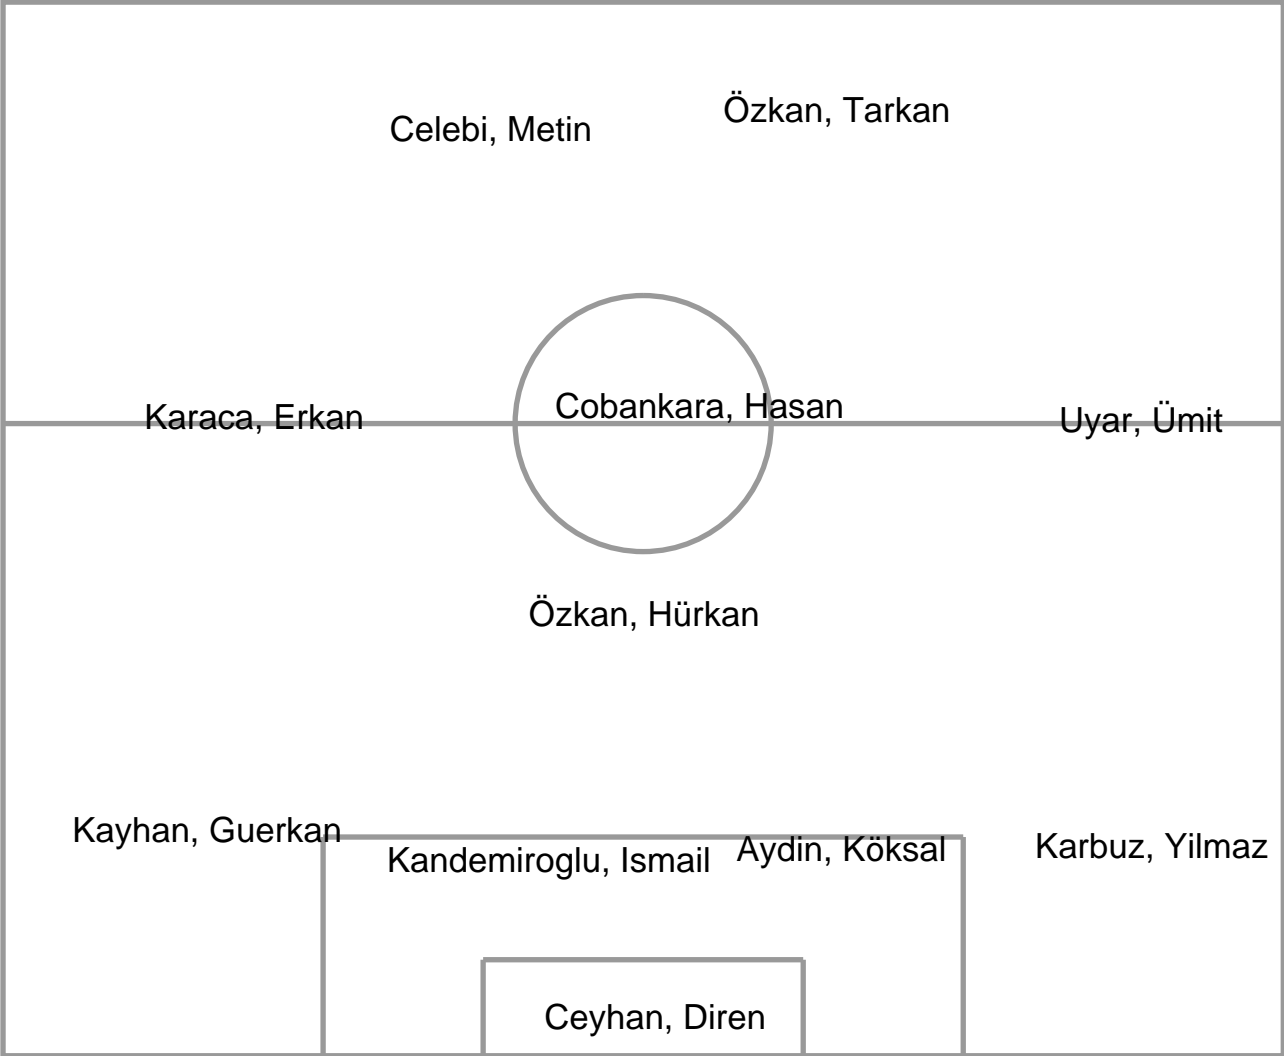 Özkan, Tarkan
Celebi, Metin
Cobankara, Hasan
Karaca, Erkan
Uyar, Ümit
Özkan, Hürkan
Kayhan, Guerkan
Kandemiroglu, Ismail
Aydin, Köksal
Karbuz, Yilmaz
Ceyhan, Diren